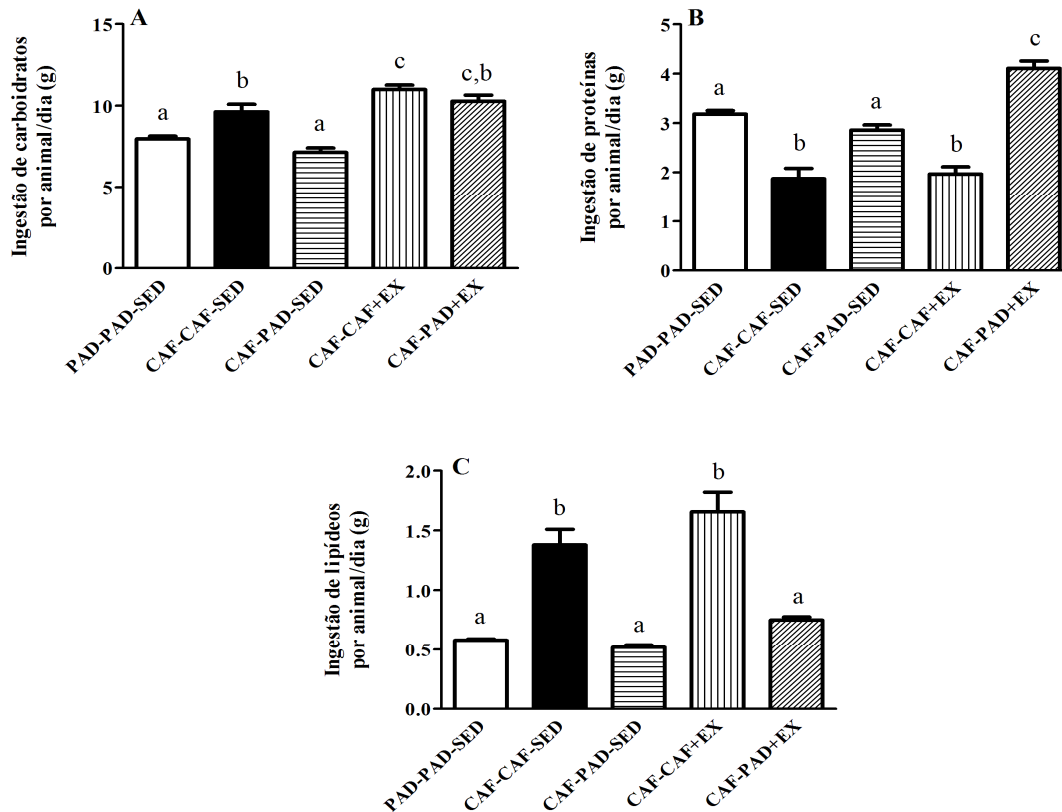 A
Ingestão de carboidratos
por animal/dia (g)
15
10
5
0
a
b
a
c
c,b
PAD-PAD-SED
CAF-CAF-SED
CAF-PAD-SED
CAF-CAF+EX
CAF-PAD+EX
B
Ingestão de proteínas
por animal/dia (g)
5
4
3
2
1
0
a
b
a
b
c
PAD-PAD-SED
CAF-CAF-SED
CAF-PAD-SED
CAF-CAF+EX
CAF-PAD+EX
C
Ingestão de lipídeos
por animal/dia (g)
2.0
1.5
1.0
0.5
0.0
a
b
a
b
a
PAD-PAD-SED
CAF-CAF-SED
CAF-PAD-SED
CAF-CAF+EX
CAF-PAD+EX